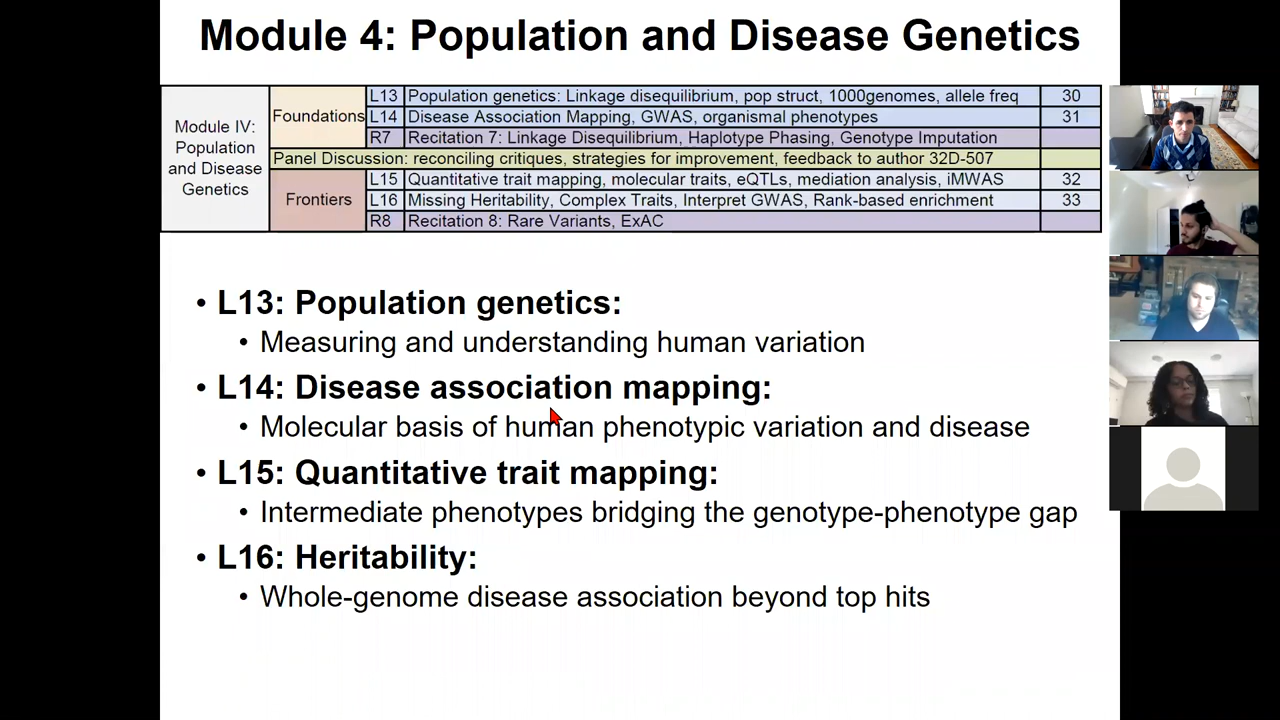 Module 4: Population and Disease Genetics
Module IV:
Population
and Disease
Genetics
Foundations
L13 Population genetics: Linkage disequilibrium, pop struct, 1000genomes, allele freq 30
L14 Disease Association Mapping, GWAS, organismal phenotypes 31
R7 Recitation 7: Linkage Disequilibrium, Haplotype Phasing, Genotype Imputation
Panel Discussion: reconciling critiques, strategies for improvement, feedback to author 32D-507
Frontiers
L15 Quantitative trait mapping, molecular traits, eQTLs, mediation analysis, iMWAS 32
L16 Missing Heritability, Complex Traits, Interpret GWAS, Rank-based enrichment 33
R8 Recitation 8: Rare Variants, ExAC
• L13: Population genetics:
• Measuring and understanding human variation
• L14: Disease association mapping:
• Molecular basis of human phenotypic variation and disease
• L15: Quantitative trait mapping:
• Intermediate phenotypes bridging the genotype-phenotype gap
• L16: Heritability:
• Whole-genome disease association beyond top hits